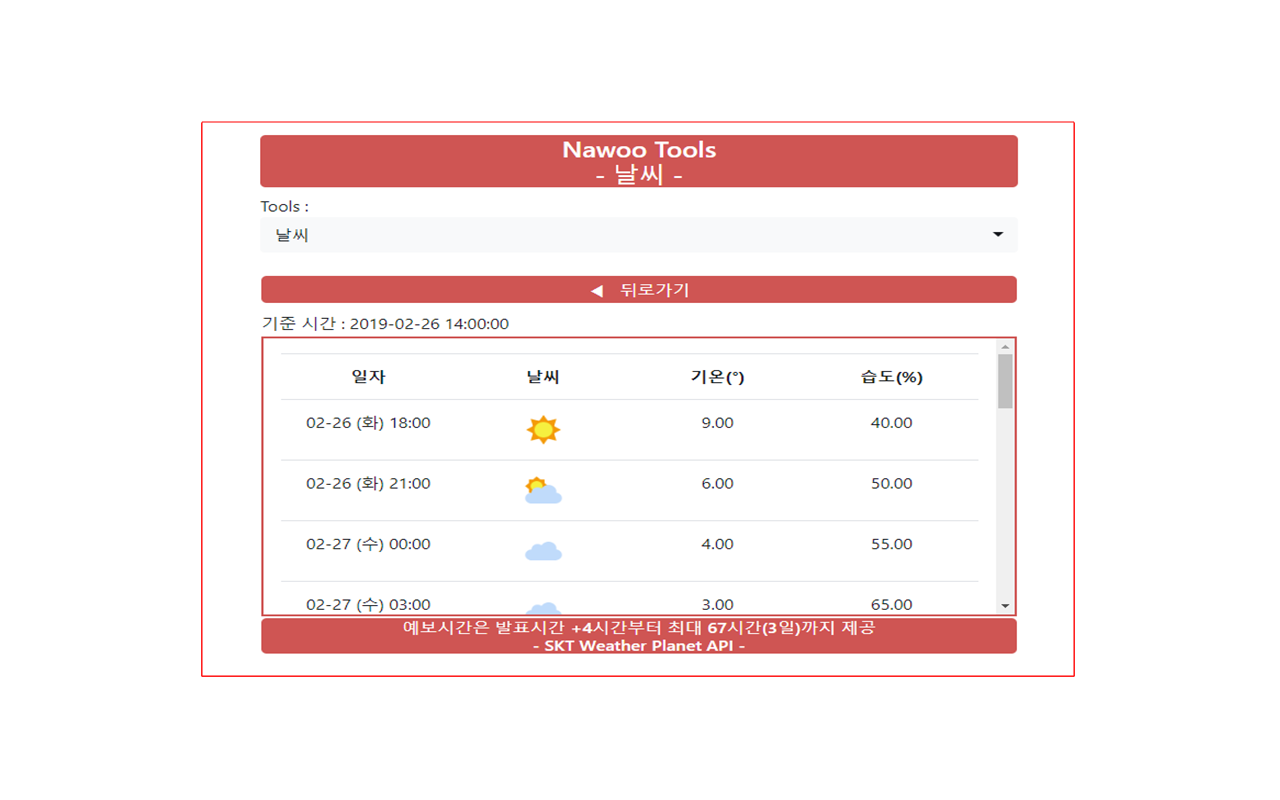 Nawoo Tools
- 날씨 -
Tools :
날씨
◀ 뒤로가기
기준 시간 : 2019-02-26 14:00:00
일자 날씨 기온(°) 습도(%)
02-26 (화) 18:00 9.00 40.00
02-26 (화) 21:00 6.00 50.00
02-27 (수) 00:00 4.00 55.00
02-27 (수) 03:00 3.00 65.00
예보시간은 발표시간 +4시간부터 최대 67시간(3일)까지 제공
- SKT Weather Planet API -